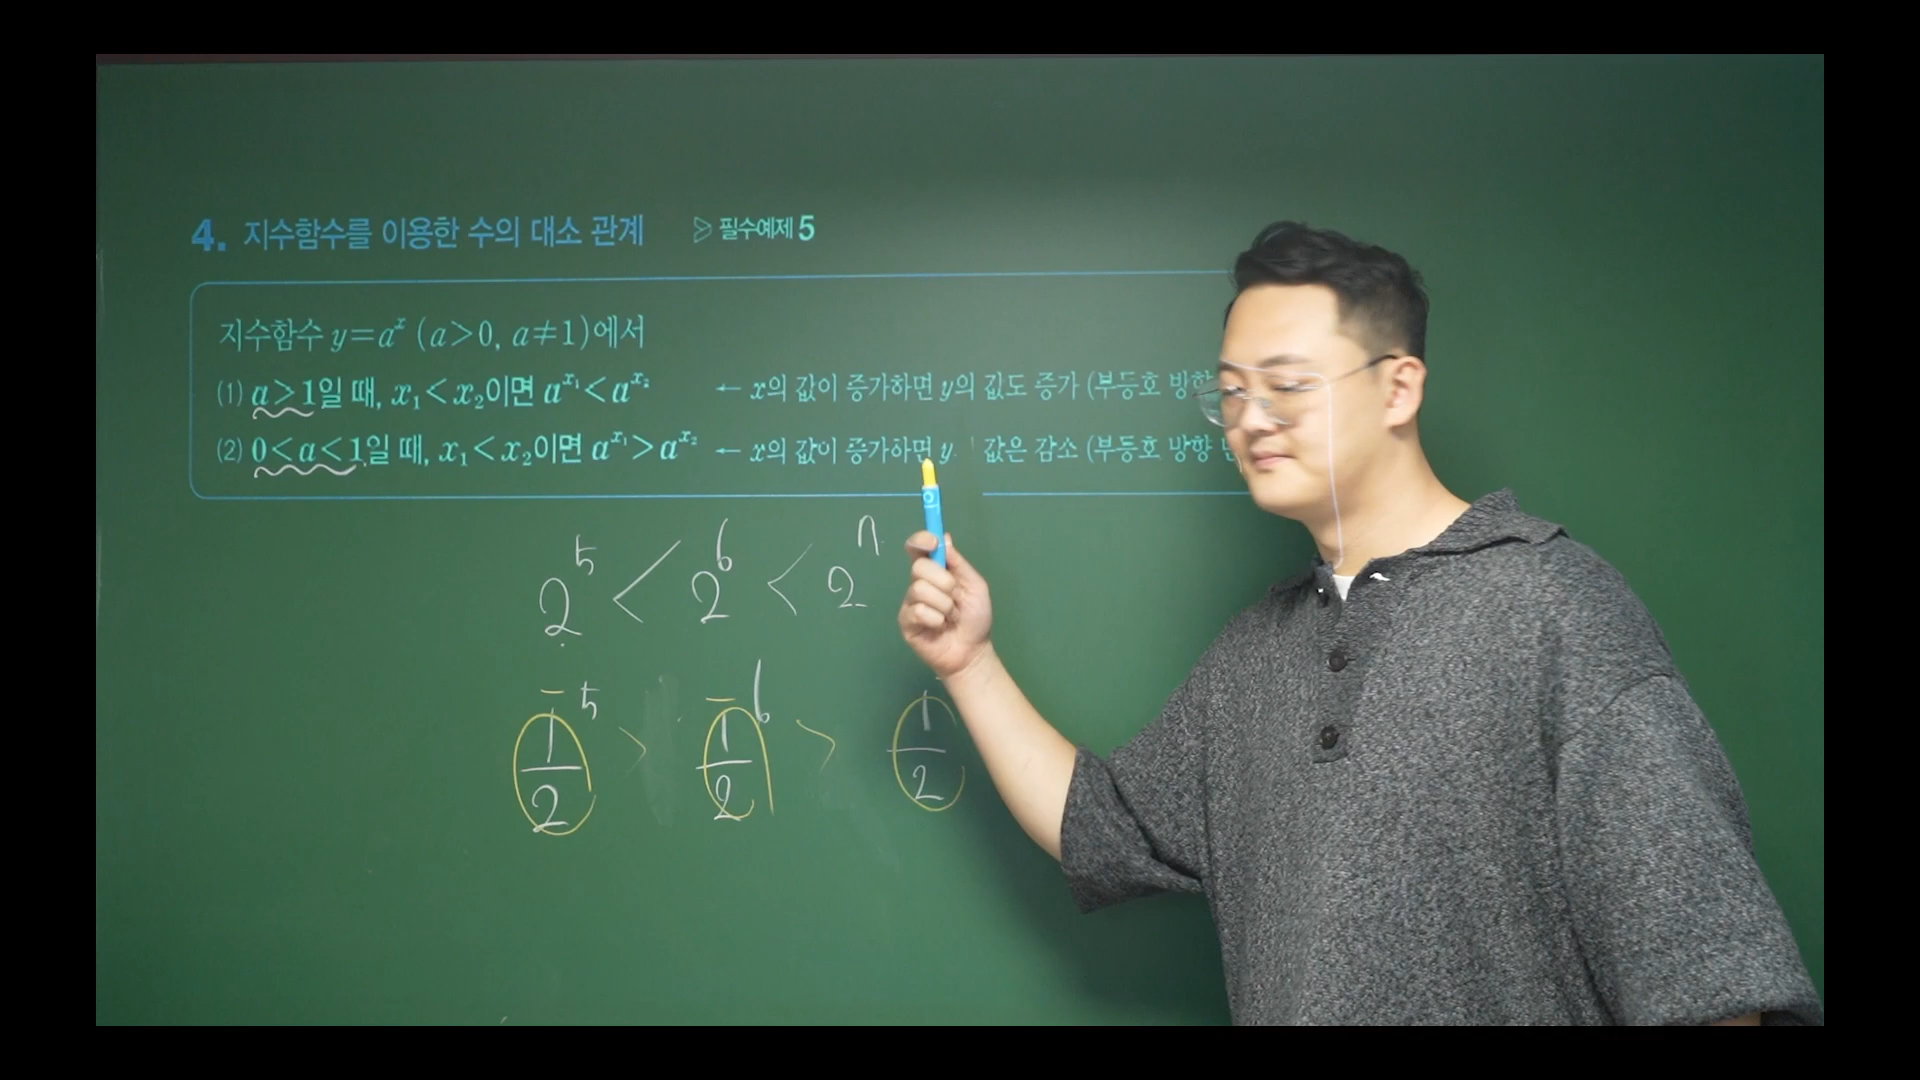 4. 지수함수를 이용한 수의 대소 관계 ▷ 필수예제 5
지수함수 y=aˣ (a>0, a≠1)에서
(1) a>1일 때, x₁<x₂이면 a^{x₁}<a^{x₂} ← x의 값이 증가하면 y의 값도 증가 (부등호 방향
(2) 0<a<1일 때, x₁<x₂이면 a^{x₁}>a^{x₂} ← x의 값이 증가하면 y 값은 감소 (부등호 방향
2⁵ < 2⁶ < 2
1/2 ⁵ > 1/2 ⁶ > 1/2